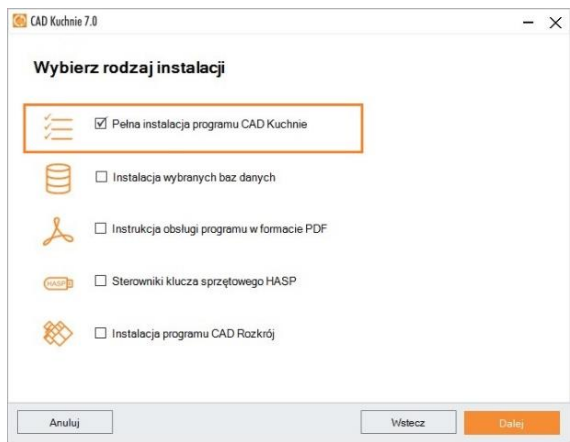 CAD Kuchnie 7.0
Wybierz rodzaj instalacji
Pełna instalacja programu CAD Kuchnie
Instalacja wybranych baz danych
Instrukcja obsługi programu w formacie PDF
HASP
Sterowniki klucza sprzętowego HASP
Instalacja programu CAD Rozkrój
Anuluj
Wstecz
Dalej